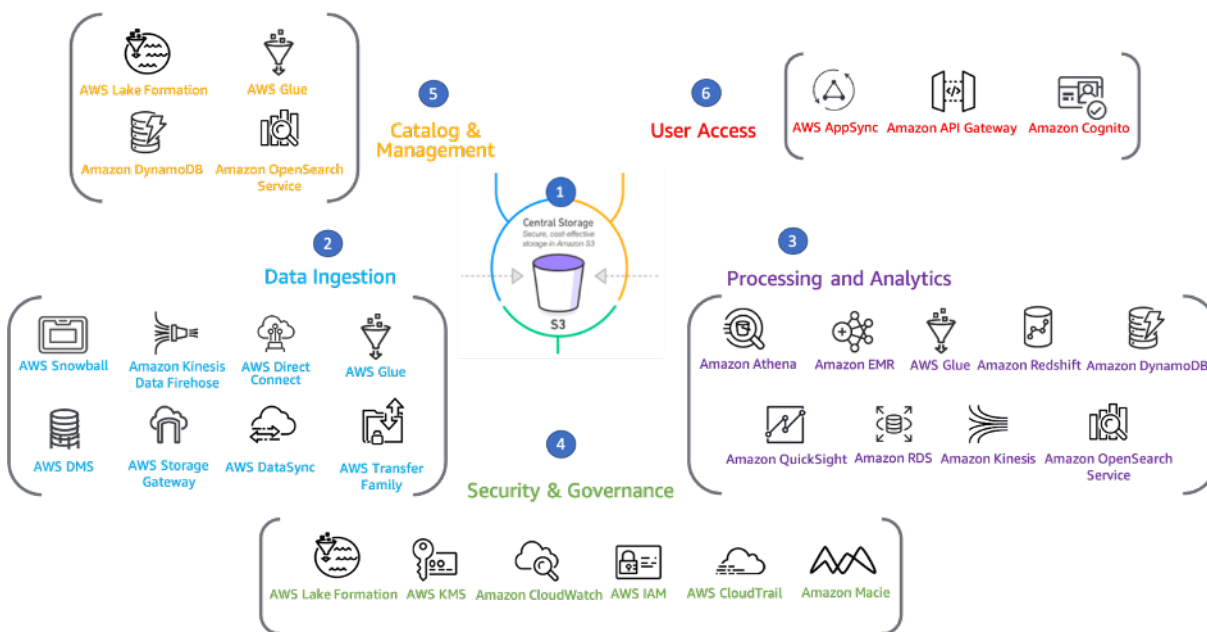 AWS Lake Formation
AWS Glue
Amazon DynamoDB
Amazon OpenSearch
Service
5
Catalog &
Management
6
User Access
AWS AppSync
Amazon API Gateway
Amazon Cognito
1
Central Storage
Secure, cost-effective
storage in Amazon S3
S3
2
Data Ingestion
AWS Snowball
Amazon Kinesis
Data Firehose
AWS Direct
Connect
AWS Glue
AWS DMS
AWS Storage
Gateway
AWS DataSync
AWS Transfer
Family
3
Processing and Analytics
Amazon Athena
Amazon EMR
AWS Glue
Amazon Redshift
Amazon DynamoDB
Amazon QuickSight
Amazon RDS
Amazon Kinesis
Amazon OpenSearch
Service
4
Security & Governance
AWS Lake Formation
AWS KMS
Amazon CloudWatch
AWS IAM
AWS CloudTrail
Amazon Macie